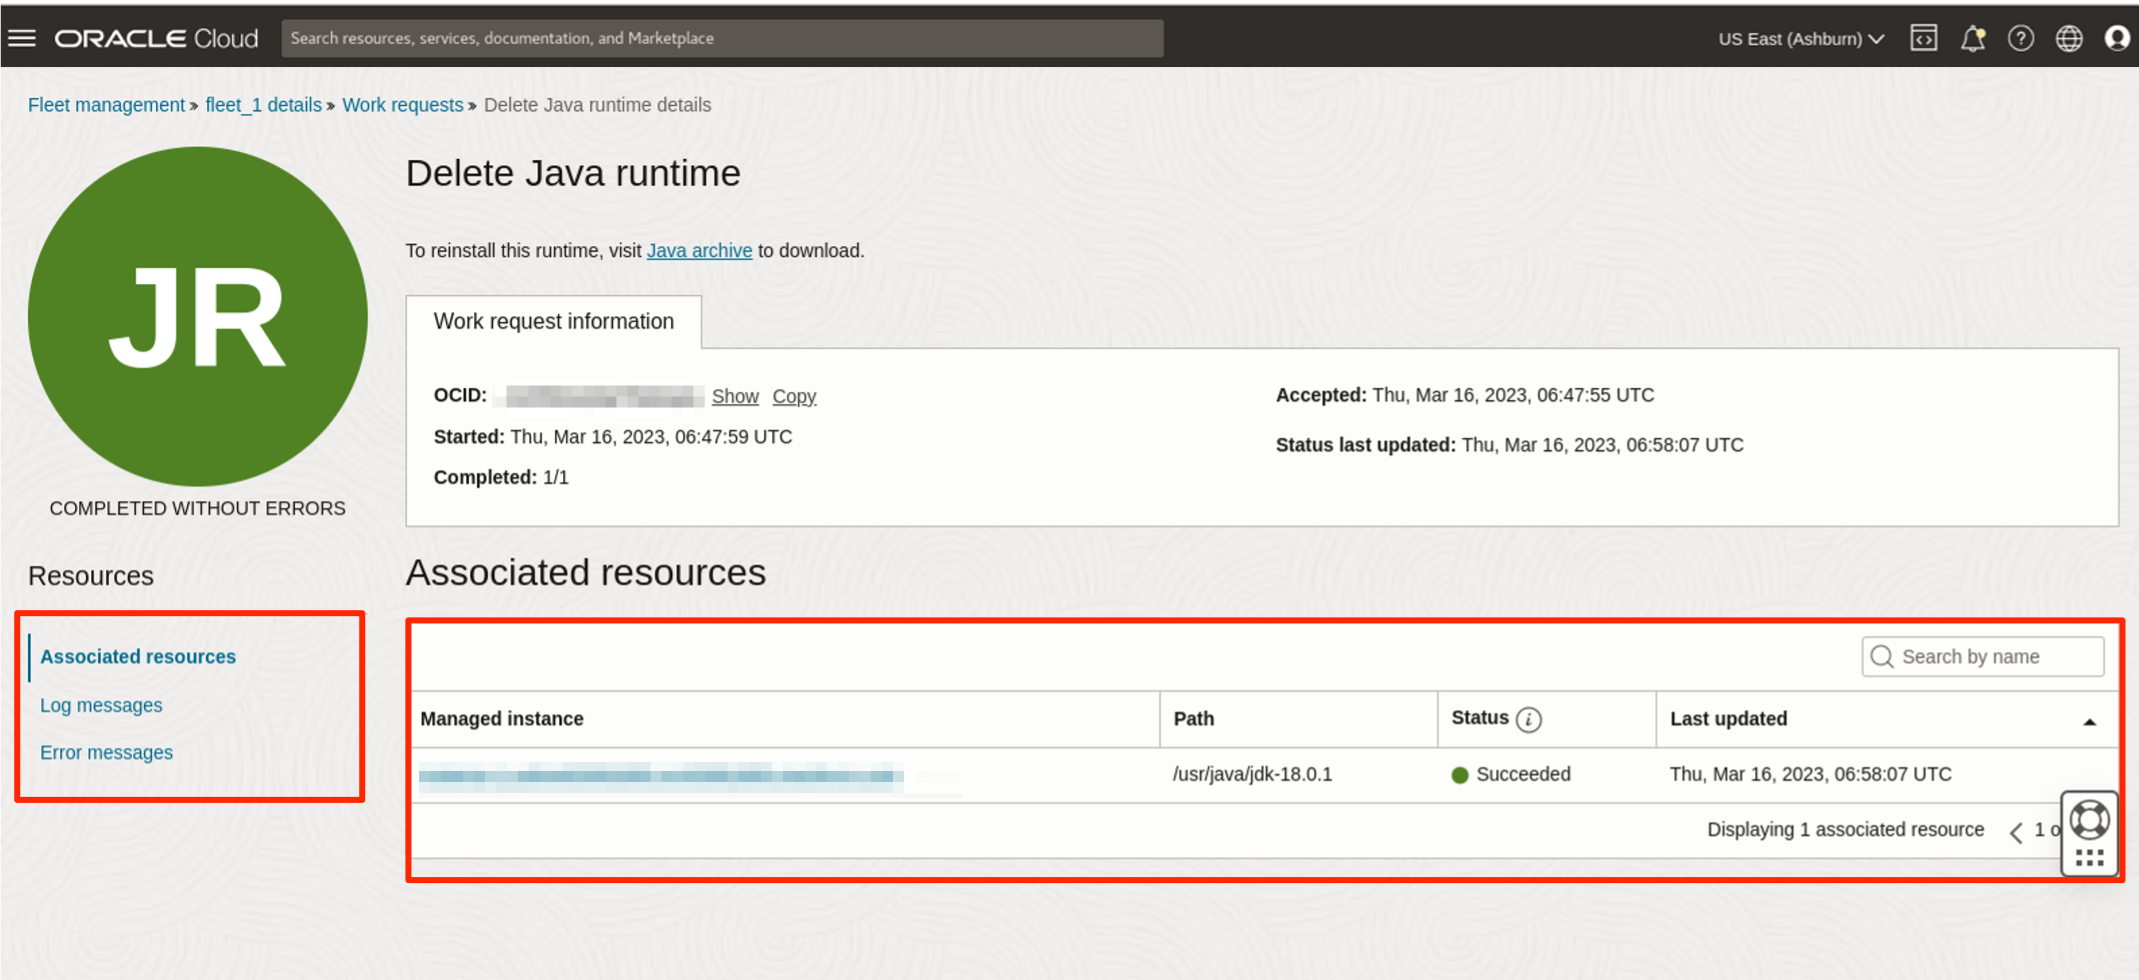 ORACLE Cloud
Search resources, services, documentation, and Marketplace
US East (Ashburn)
Fleet management » fleet_1 details » Work requests » Delete Java runtime details
JR
COMPLETED WITHOUT ERRORS
Delete Java runtime
To reinstall this runtime, visit Java archive to download.
Work request information
OCID: Show Copy
Started: Thu, Mar 16, 2023, 06:47:59 UTC
Completed: 1/1
Accepted: Thu, Mar 16, 2023, 06:47:55 UTC
Status last updated: Thu, Mar 16, 2023, 06:58:07 UTC
Resources
Associated resources
Log messages
Error messages
Associated resources
Search by name
Managed instance Path Status i Last updated
/usr/java/jdk-18.0.1 Succeeded Thu, Mar 16, 2023, 06:58:07 UTC
Displaying 1 associated resource 1